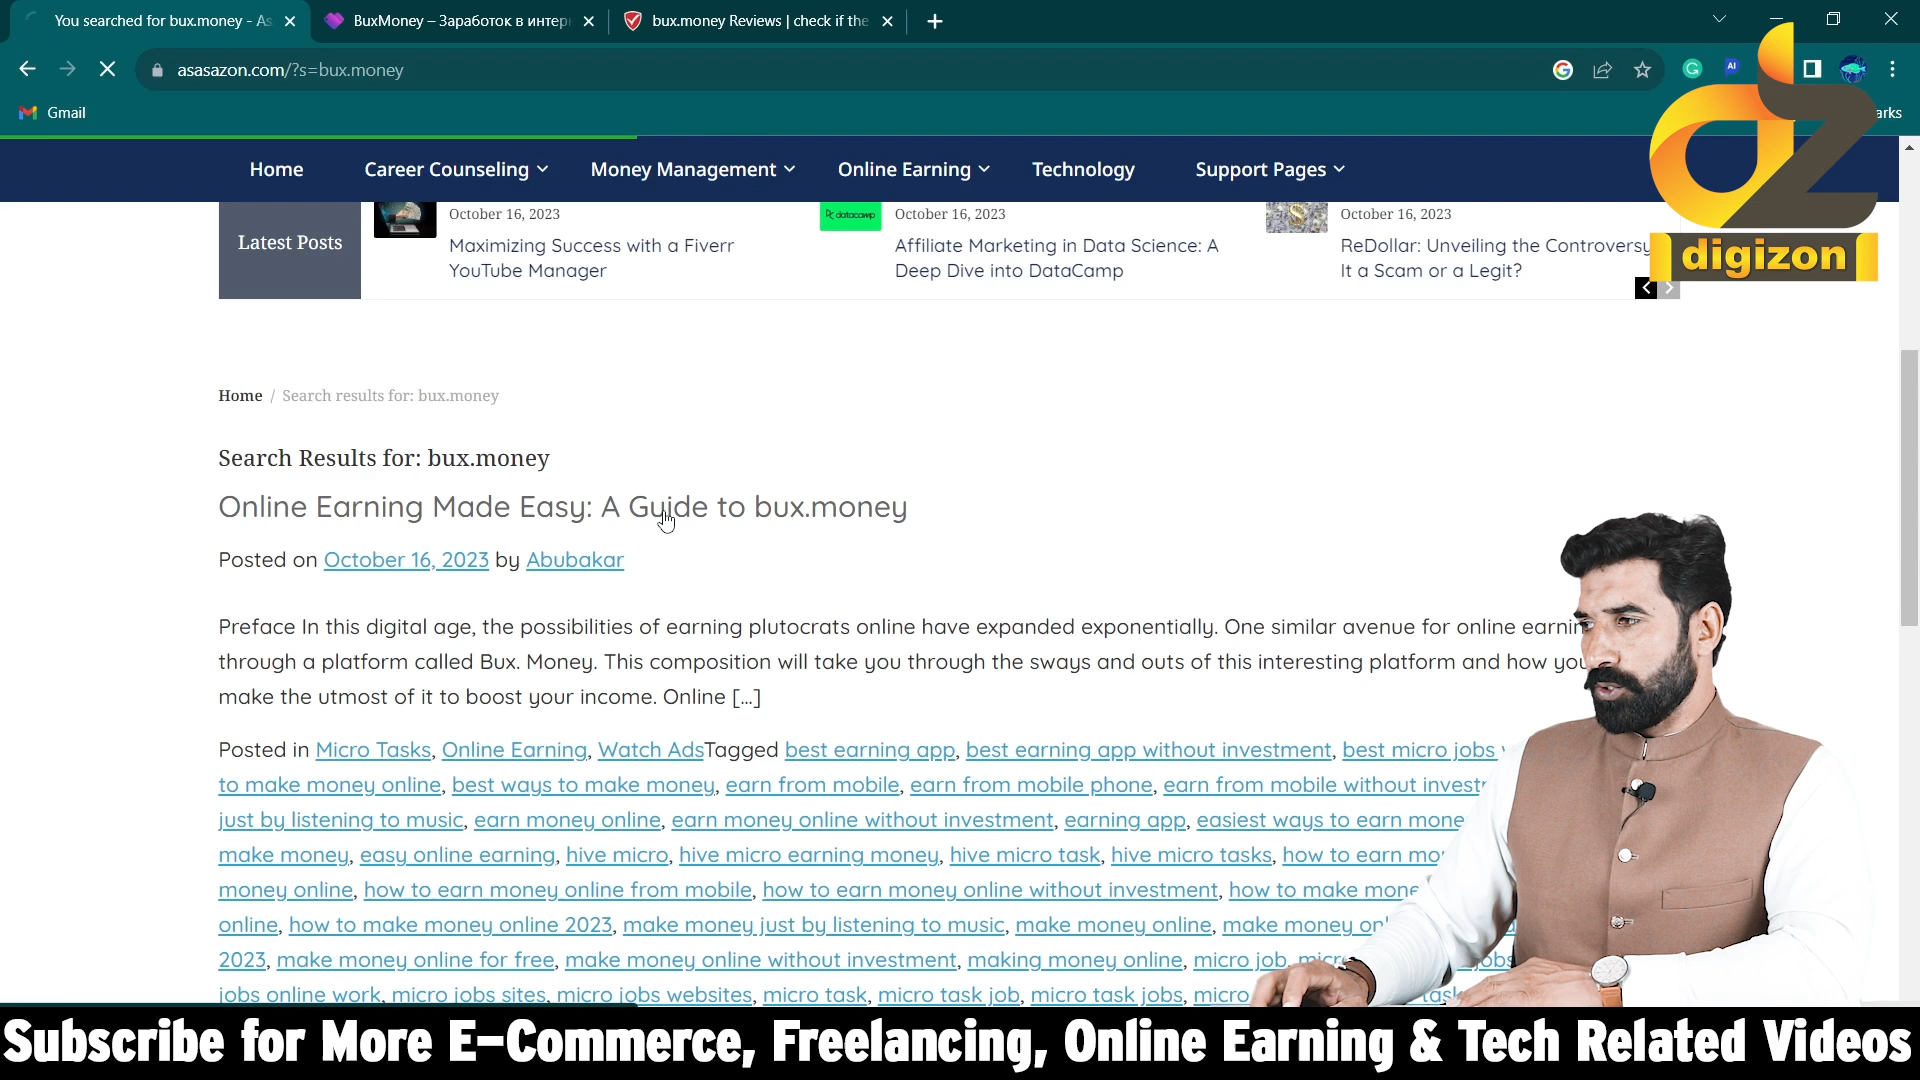 You searched for bux.money - As
BuxMoney – Заработок в интер
bux.money Reviews | check if the
asasazon.com/?s=bux.money
Gmail
arks
Home
Career Counseling
Money Management
Online Earning
Technology
Support Pages
digizon
Latest Posts
October 16, 2023
Maximizing Success with a Fiverr
YouTube Manager
datacamp
October 16, 2023
Affiliate Marketing in Data Science: A
Deep Dive into DataCamp
October 16, 2023
ReDollar: Unveiling the Controversy
It a Scam or a Legit?
Home / Search results for: bux.money
Search Results for: bux.money
Online Earning Made Easy: A Guide to bux.money
Posted on October 16, 2023 by Abubakar
Preface In this digital age, the possibilities of earning plutocrats online have expanded exponentially. One similar avenue for online earnin
through a platform called Bux. Money. This composition will take you through the sways and outs of this interesting platform and how you
make the utmost of it to boost your income. Online [...]
Posted in Micro Tasks, Online Earning, Watch AdsTagged best earning app, best earning app without investment, best micro jobs
to make money online, best ways to make money, earn from mobile, earn from mobile phone, earn from mobile without invest
just by listening to music, earn money online, earn money online without investment, earning app, easiest ways to earn mone
make money, easy online earning, hive micro, hive micro earning money, hive micro task, hive micro tasks, how to earn mo
money online, how to earn money online from mobile, how to earn money online without investment, how to make mone
online, how to make money online 2023, make money just by listening to music, make money online, make money on
2023, make money online for free, make money online without investment, making money online, micro job, micr jobs
jobs online work, micro jobs sites, micro jobs websites, micro task, micro task job, micro task jobs, micro task
Subscribe for More E-Commerce, Freelancing, Online Earning & Tech Related Videos